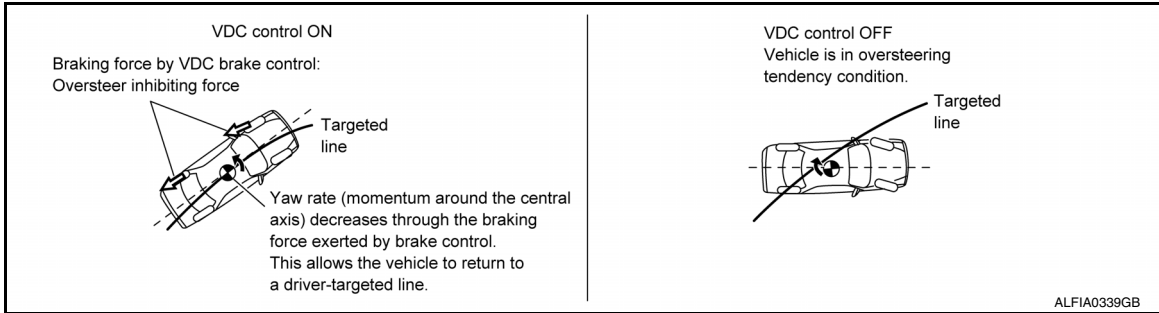 VDC control ON
Braking force by VDC brake control:
Oversteer inhibiting force
Targeted
line
Yaw rate (momentum around the central
axis) decreases through the braking
force exerted by brake control.
This allows the vehicle to return to
a driver-targeted line.
VDC control OFF
Vehicle is in oversteering
tendency condition.
Targeted
line
ALFIA0339GB